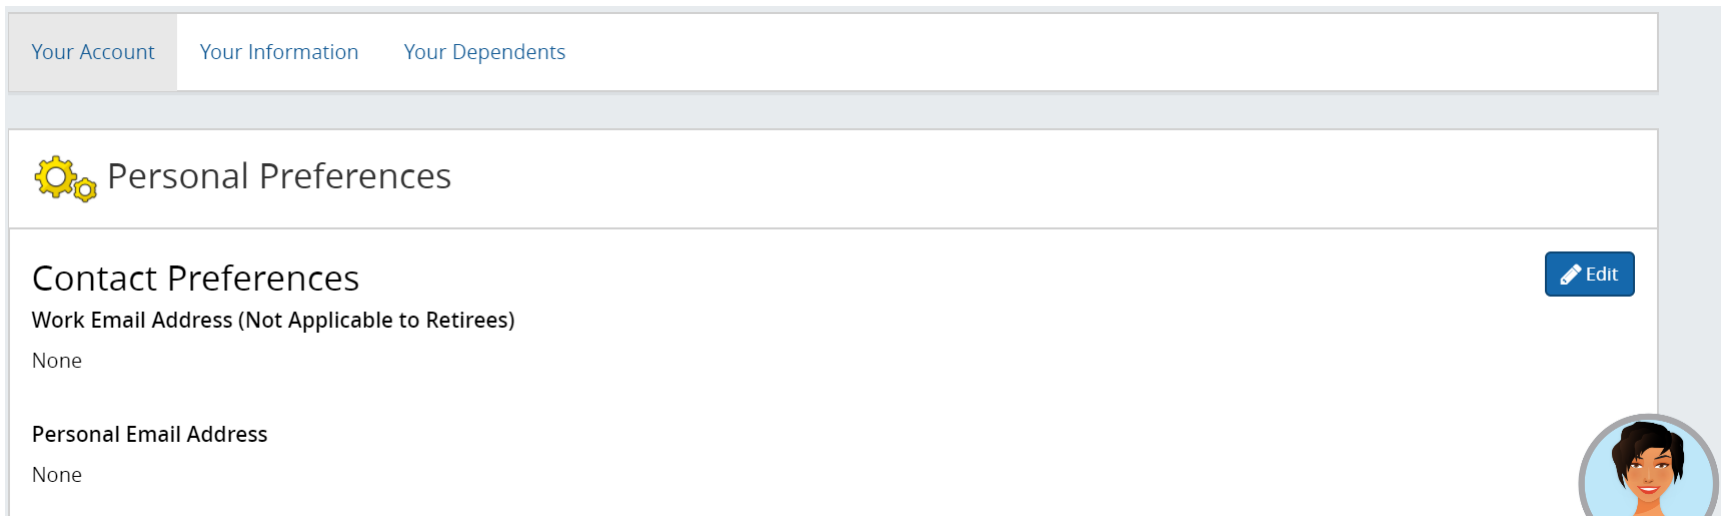 Your Account Your Information Your Dependents
Personal Preferences
Contact Preferences
Edit
Work Email Address (Not Applicable to Retirees)
None
Personal Email Address
None